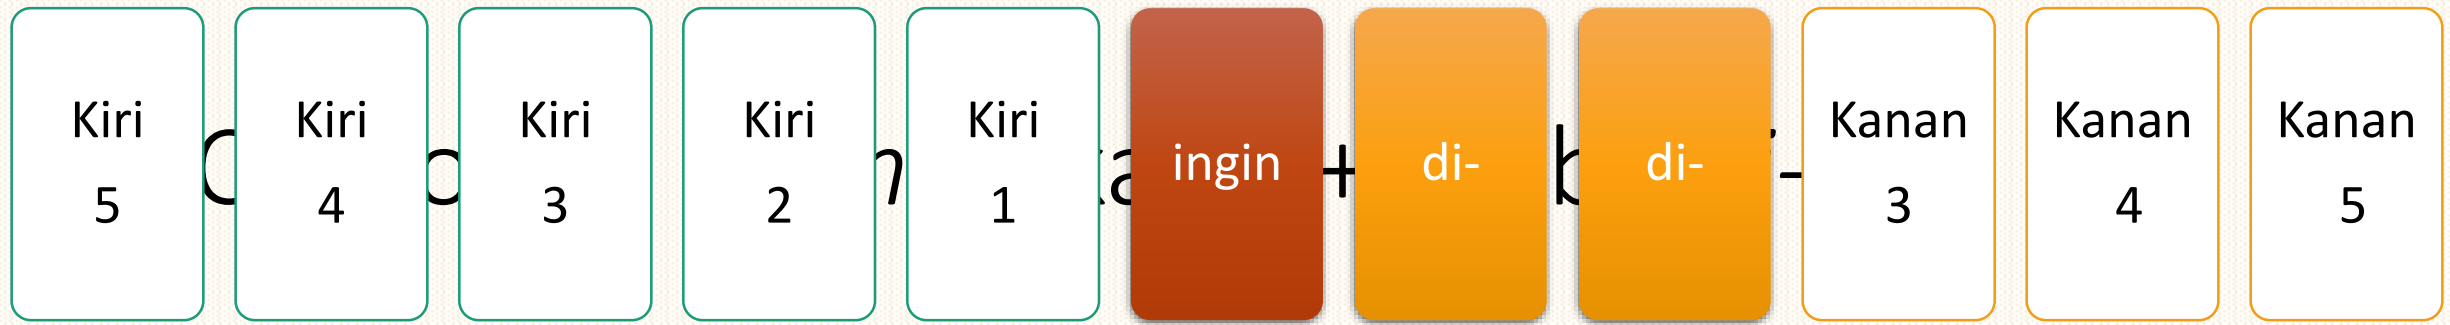 Kiri 5
Kiri 4
Kiri 3
Kiri 2
Kiri 1
ingin
+
di-
di-
Kanan 3
Kanan 4
Kanan 5